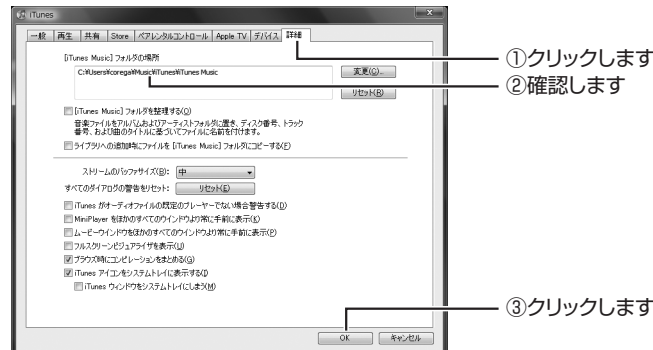 iTunes
一般 再生 共有 Store ペアレンタルコントロール Apple TV デバイス 詳細
[iTunes Music] フォルダの場所
C:¥Users¥corega¥Music¥iTunes¥iTunes Music
変更(C)...
リセット(R)
[iTunes Music] フォルダを整理する(O)
音楽ファイルをアルバムおよびアーティストフォルダに置き、ディスク番号、トラック
番号、および曲のタイトルに基づいてファイルに名前を付けます。
ライブラリへの追加時にファイルを [iTunes Music] フォルダにコピーする(F)
ストリームのバッファサイズ(B): 中
すべてのダイアログの警告をリセット: リセット(E)
iTunes がオーディオファイルの既定のプレーヤーでない場合警告する(D)
MiniPlayer をほかのすべてのウインドウより常に手前に表示(K)
ムービーウインドウをほかのすべてのウインドウより常に手前に表示(P)
フルスクリーンビジュアライザを表示(U)
ブラウズ時にコンピレーションをまとめる(G)
iTunes アイコンをシステムトレイに表示する(I)
iTunes ウィンドウをシステムトレイにしまう(M)
OK キャンセル
①クリックします
②確認します
③クリックします